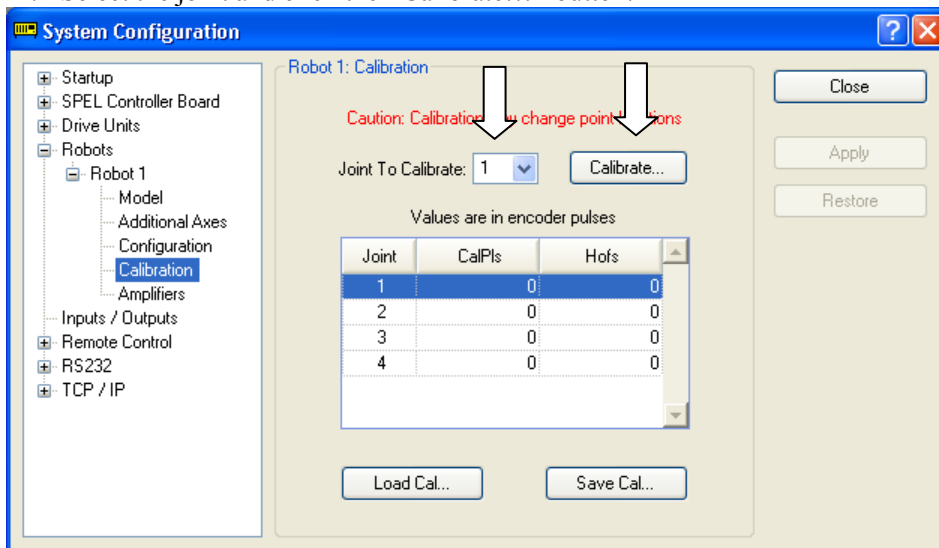 System Configuration
Startup
SPEL Controller Board
Drive Units
Robots
Robot 1
Model
Additional Axes
Configuration
Calibration
Amplifiers
Inputs / Outputs
Remote Control
RS232
TCP / IP
Robot 1: Calibration
Caution: Calibration change point
Joint To Calibrate: 1 Calibrate...
Values are in encoder pulses
Joint CalPls Hofs
1 0 0
2 0 0
3 0 0
4 0 0
Load Cal... Save Cal...
Close
Apply
Restore